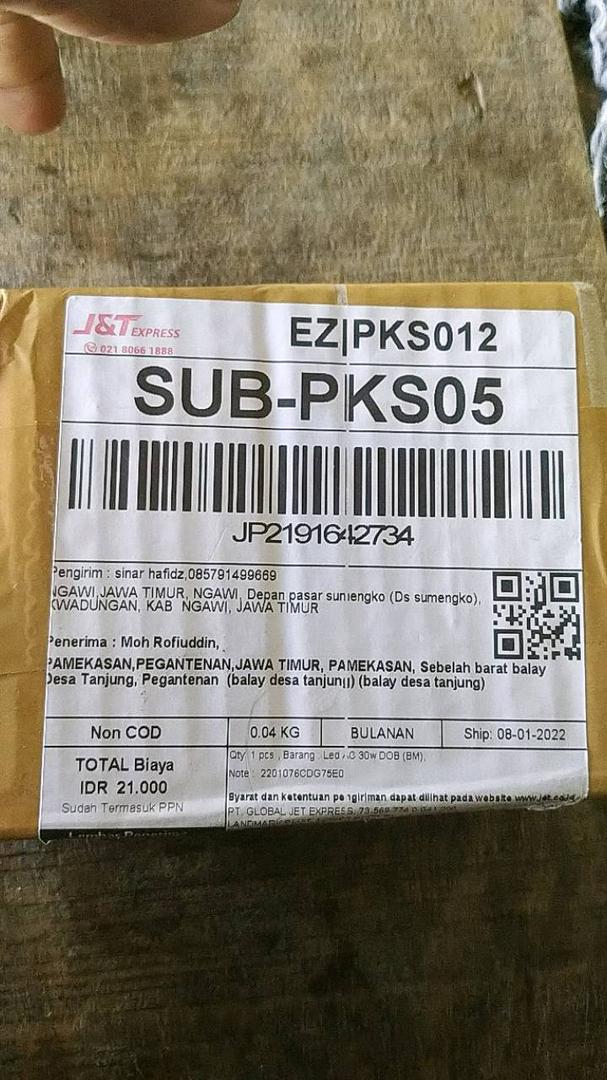 J&T EXPRESS
021 8066 1888
EZ|PKS012
SUB-PKS05
JP2191642734
Pengirim : sinar hafidz,085791499669
NGAWI,JAWA TIMUR, NGAWI, Depan pasar sumengko (Ds sumengko),
KWADUNGAN, KAB NGAWI, JAWA TIMUR
Penerima : Moh Rofiuddin,
PAMEKASAN,PEGANTENAN,JAWA TIMUR, PAMEKASAN, Sebelah barat balay
Desa Tanjung, Pegantenan (balay desa tanjung) (balay desa tanjung)
Non COD
0.04 KG
BULANAN
Ship: 08-01-2022
TOTAL Biaya
IDR 21.000
Sudah Termasuk PPN
Qty 1 pcs , Barang : Led 30w DOB (BM),
Note : 2201076CDG75E0
Syarat dan ketentuan pengiriman dapat dilihat pada website www.jet.co.id
PT. GLOBAL JET EXPRESS,
Lembar Penerima